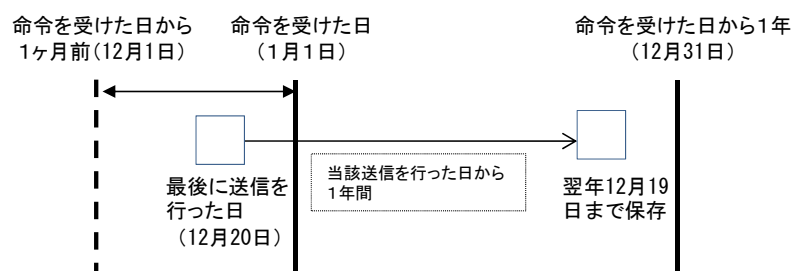 命令を受けた日から
1ヶ月前(12月1日)
命令を受けた日
(1月1日)
命令を受けた日から1年
(12月31日)
当該送信を行った日から
1年間
最後に送信を
行った日
(12月20日)
翌年12月19
日まで保存